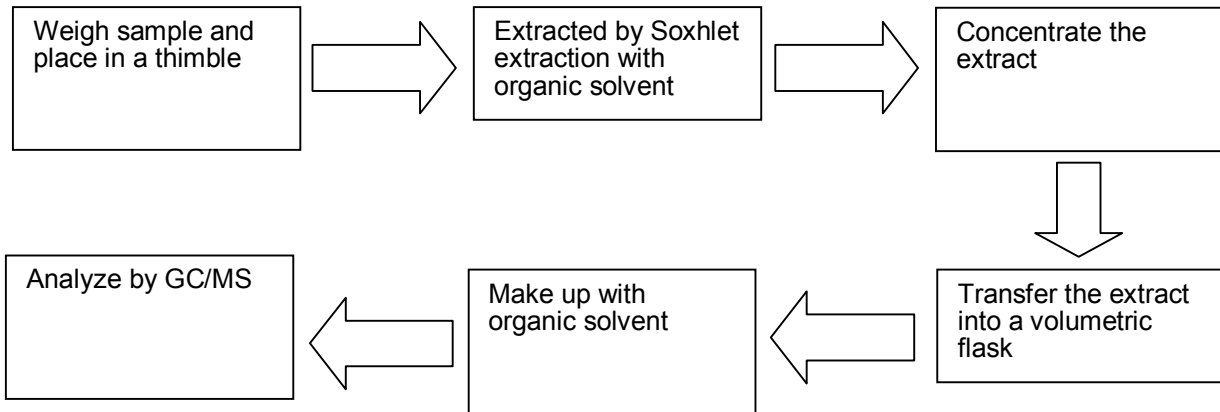 Weigh sample and
place in a thimble
Extracted by Soxhlet
extraction with
organic solvent
Concentrate the
extract
Transfer the extract
into a volumetric
flask
Make up with
organic solvent
Analyze by GC/MS